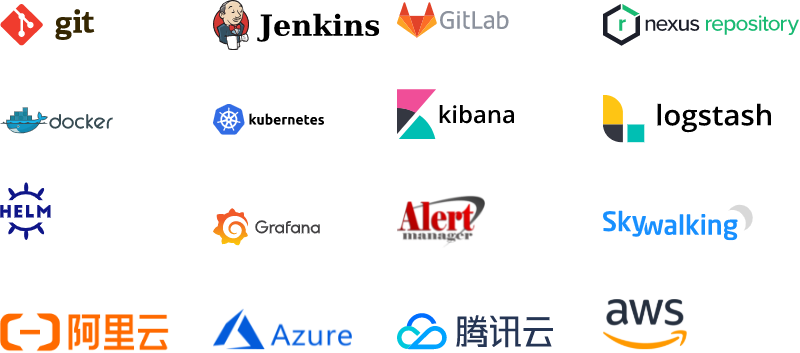 git
Jenkins
GitLab
nexus repository
docker
kubernetes
kibana
logstash
HELM
Grafana
Alert
manager
Skywalking
阿里云
Azure
腾讯云
aws